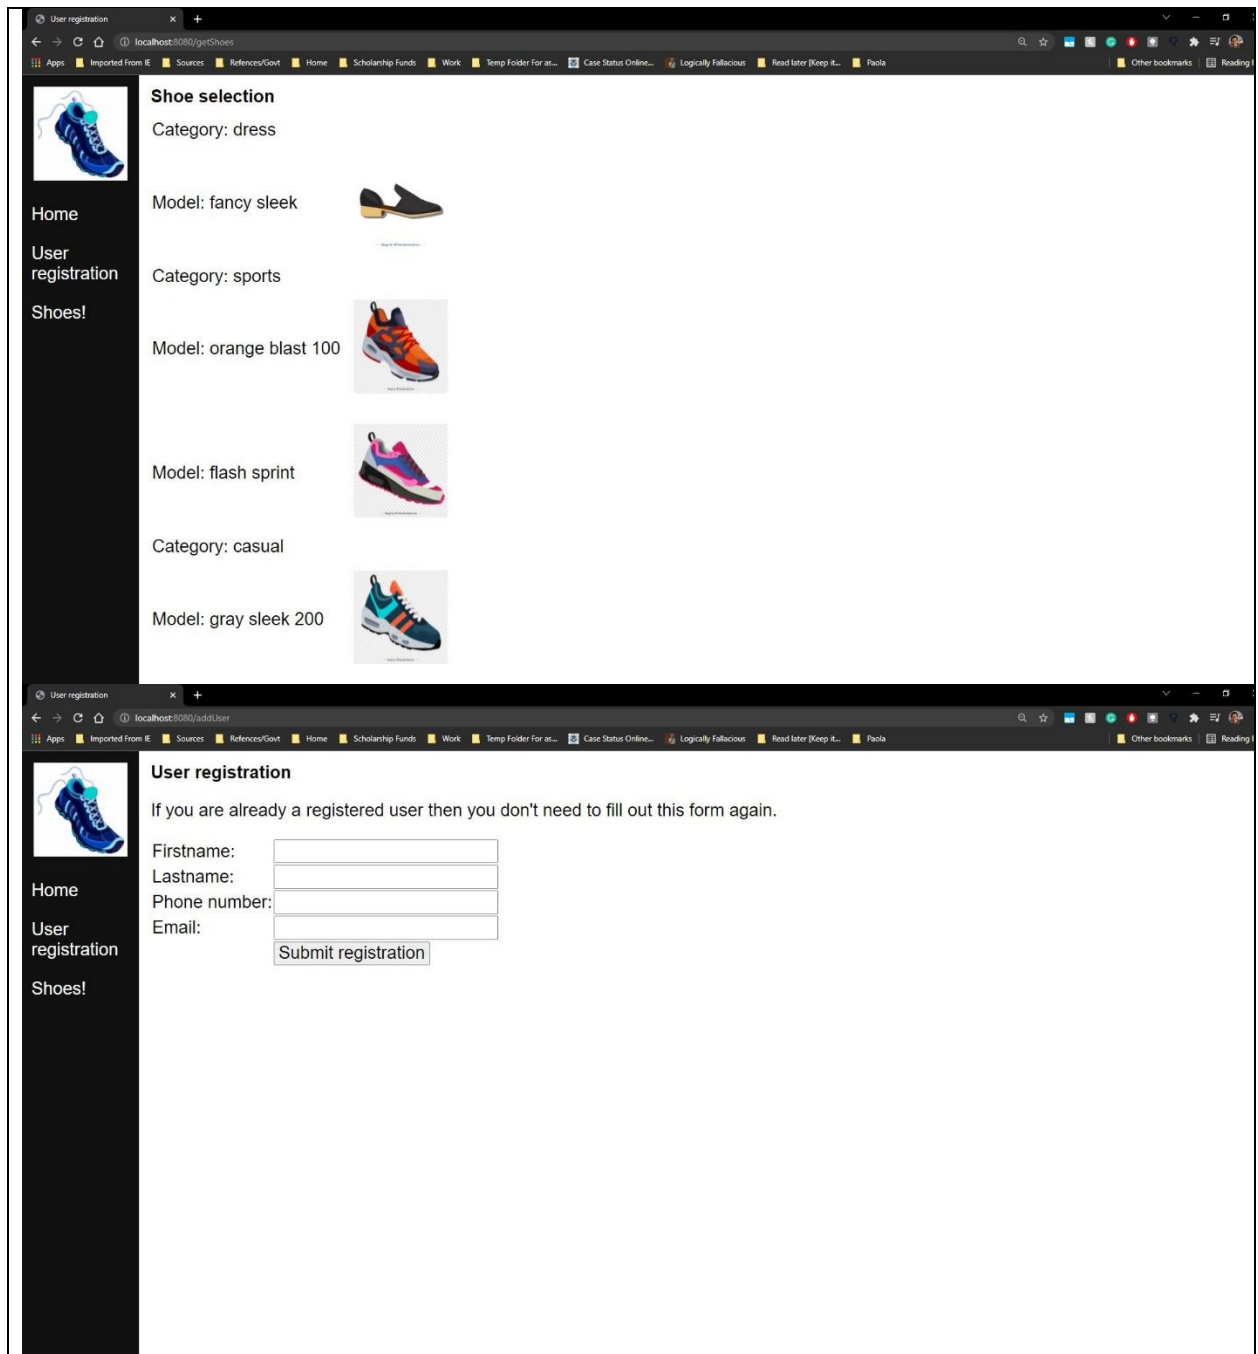 User registration
localhost:8080/getShoes
Apps Imported From IE Sources Refences/Govt Home Scholarship Funds Work Temp Folder For as... Case Status Online... Logically Fallacious Read later [Keep it... Paola Other bookmarks Reading
Shoe selection
Category: dress
Model: fancy sleek
Home
User
registration
Category: sports
Shoes!
Model: orange blast 100
Model: flash sprint
Category: casual
Model: gray sleek 200
User registration
localhost:8080/addUser
Apps Imported From IE Sources Refences/Govt Home Scholarship Funds Work Temp Folder For as... Case Status Online... Logically Fallacious Read later [Keep it... Paola Other bookmarks Reading
User registration
If you are already a registered user then you don't need to fill out this form again.
Firstname:
Lastname:
Home
Phone number:
User
registration
Email:
Submit registration
Shoes!